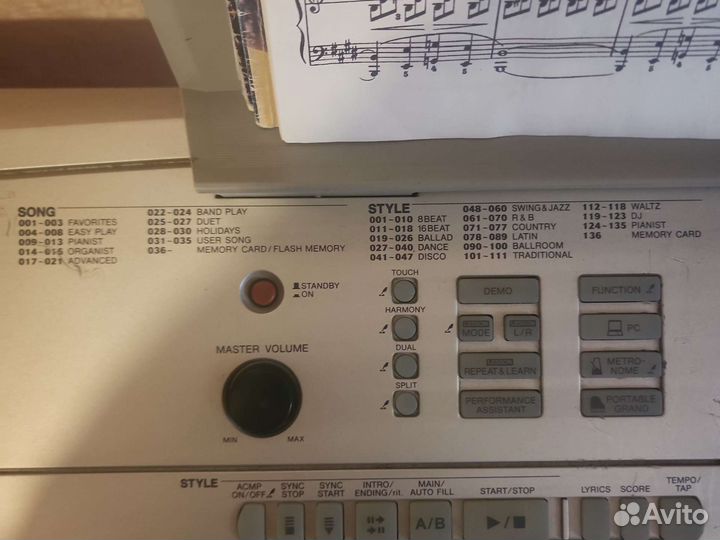 SONG
001-003 FAVORITES
004-008 EASY PLAY
009-013 PIANIST
014-016 ORGANIST
017-021 ADVANCED
022-024 BAND PLAY
025-027 DUET
028-030 HOLIDAYS
031-035 USER SONG
036- MEMORY CARD/FLASH MEMORY
STYLE
001-010 8BEAT
011-018 16BEAT
019-026 BALLAD
027-040 DANCE
041-047 DISCO
048-060 SWING&JAZZ
061-070 R&B
071-077 COUNTRY
078-089 LATIN
090-100 BALLROOM
101-111 TRADITIONAL
112-118 WALTZ
119-123 DJ
124-135 PIANIST
136 MEMORY CARD
STANDBY
ON
TOUCH
HARMONY
DUAL
SPLIT
DEMO
FUNCTION
LESSON
MODE
LESSON
L/R
PC
LESSON
REPEAT & LEARN
METRO-
NOME
PERFORMANCE
ASSISTANT
PORTABLE
GRAND
MASTER VOLUME
MIN MAX
STYLE
ACMP
ON/OFF
SYNC
STOP
SYNC
START
INTRO/
ENDING/rit.
MAIN/
AUTO FILL
START/STOP
LYRICS
SCORE
TEMPO/
TAP
A/B
Avito